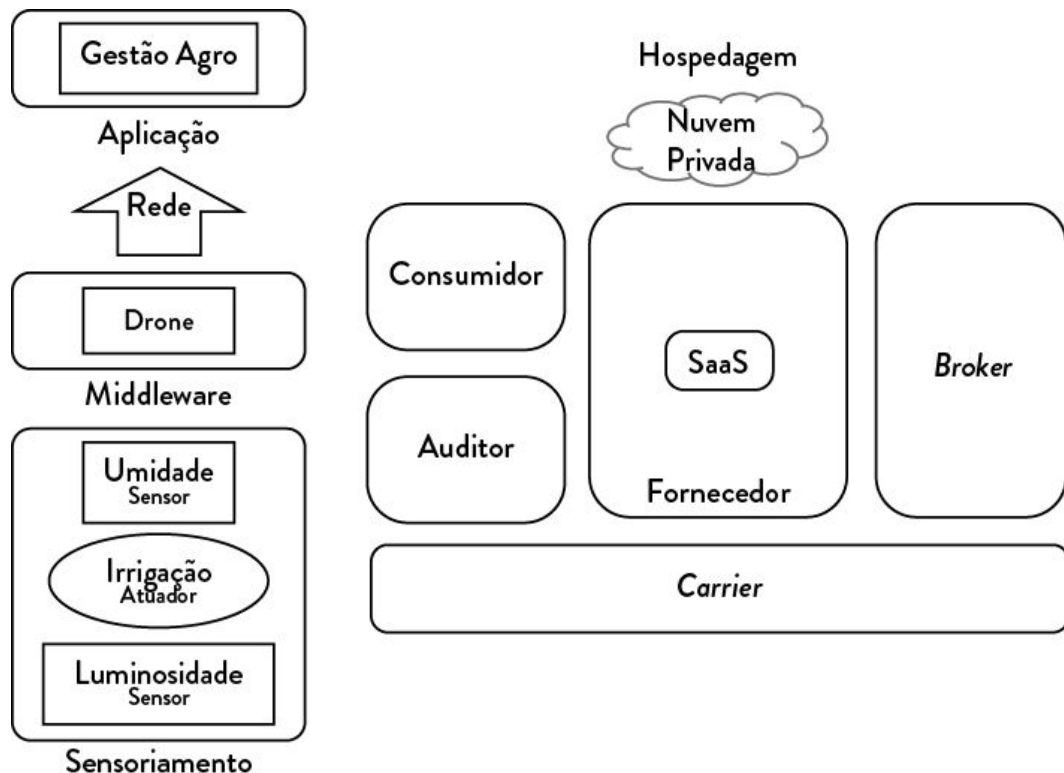 Gestão Agro
Aplicação
Rede
Drone
Middleware
Umidade
Sensor
Irrigação
Atuador
Luminosidade
Sensor
Sensoriamento
Hospedagem
Nuvem
Privada
Consumidor
Auditor
SaaS
Fornecedor
Broker
Carrier